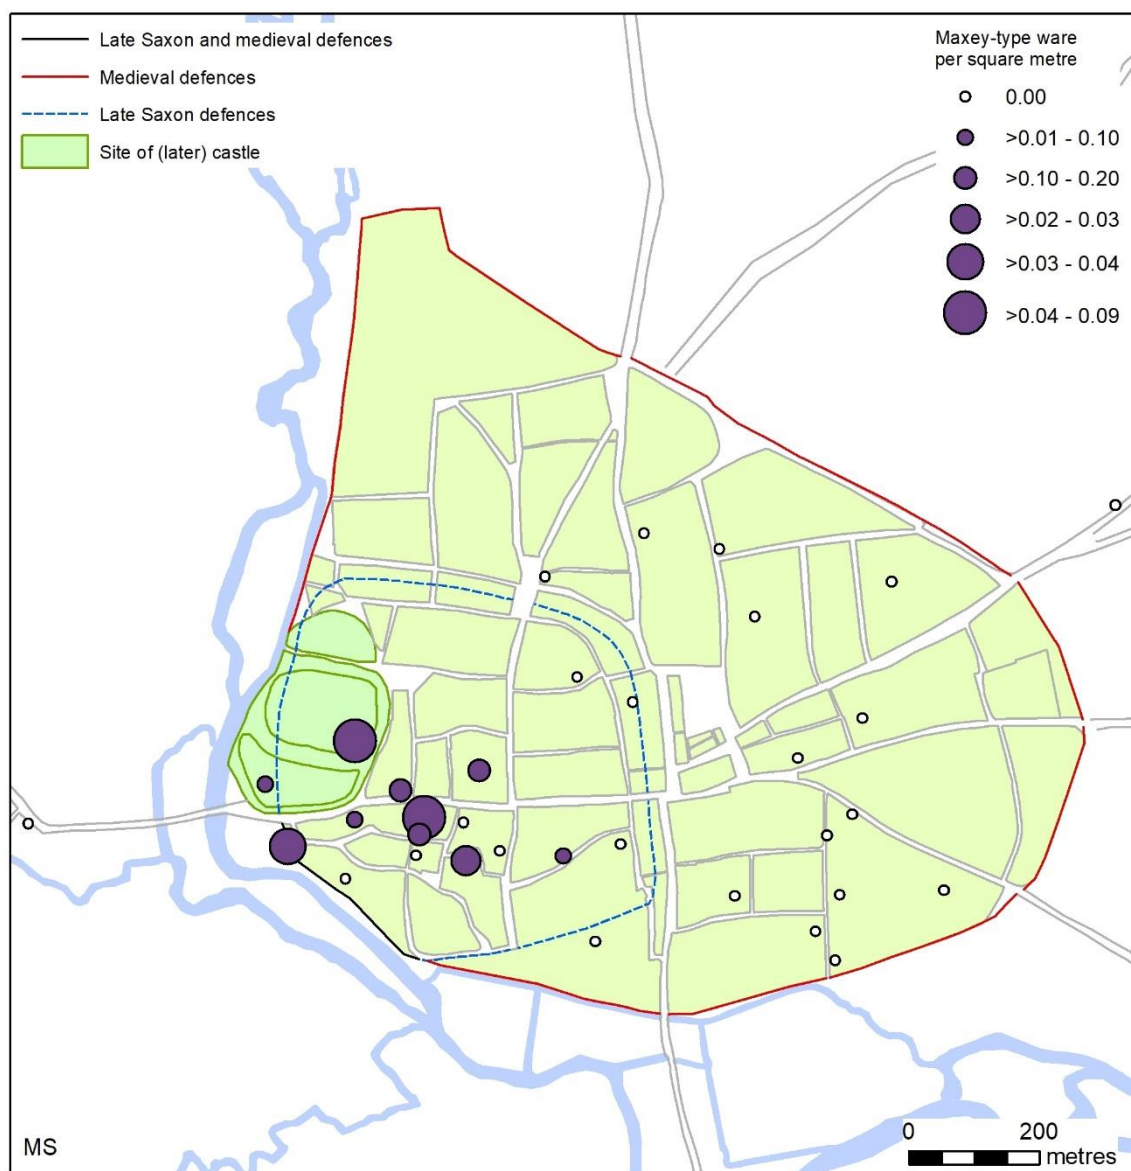 Late Saxon and medieval defences
Medieval defences
Late Saxon defences
Site of (later) castle
Maxey-type ware
per square metre
0.00
>0.01 - 0.10
>0.10 - 0.20
>0.02 - 0.03
>0.03 - 0.04
>0.04 - 0.09
MS
0 200
metres